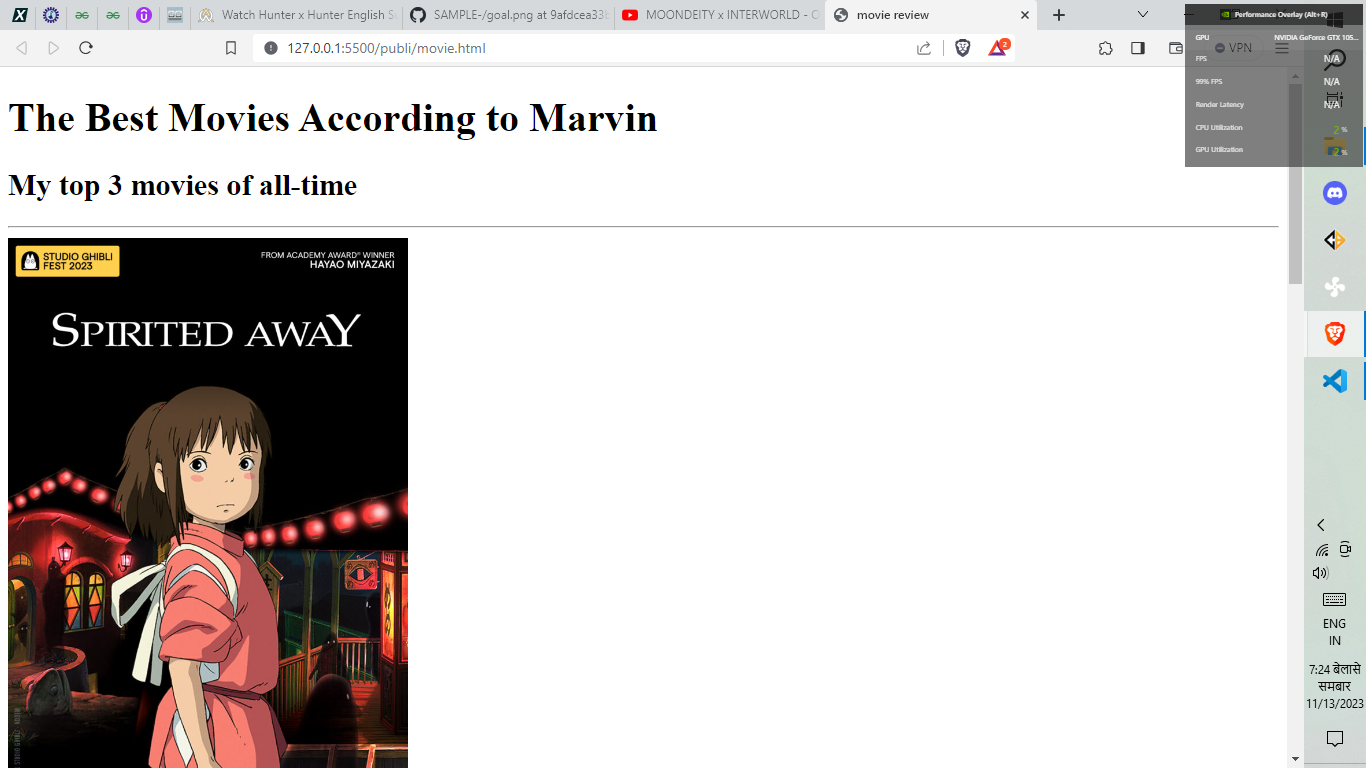 Watch Hunter x Hunter English S
SAMPLE-/goal.png at 9afdcea33b
MOONDEITY x INTERWORLD - O
movie review
Performance Overlay (Alt+R)
127.0.0.1:5500/publi/movie.html
2
VPN
GPU
NVIDIA GeForce GTX 105...
FPS
N/A
99% FPS
N/A
Render Latency
N/A
CPU Utilization
2 %
GPU Utilization
2 %
The Best Movies According to Marvin
My top 3 movies of all-time
STUDIO GHIBLI
FEST 2023
FROM ACADEMY AWARD® WINNER
HAYAO MIYAZAKI
SPIRITED AWAY
ENG
IN
7:24 बेलासे
समबार
11/13/2023